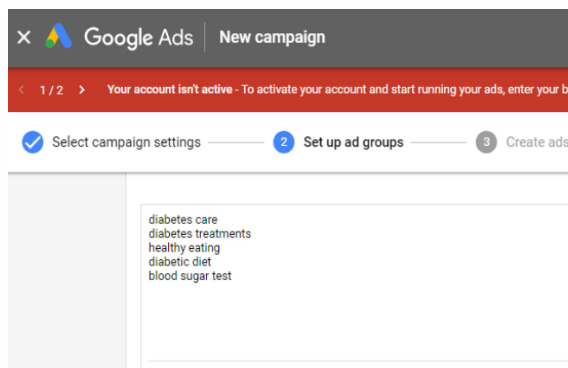 Google Ads New campaign
1 / 2 Your account isn't active - To activate your account and start running your ads, enter your b
Select campaign settings 2 Set up ad groups 3 Create ads
diabetes care
diabetes treatments
healthy eating
diabetic diet
blood sugar test